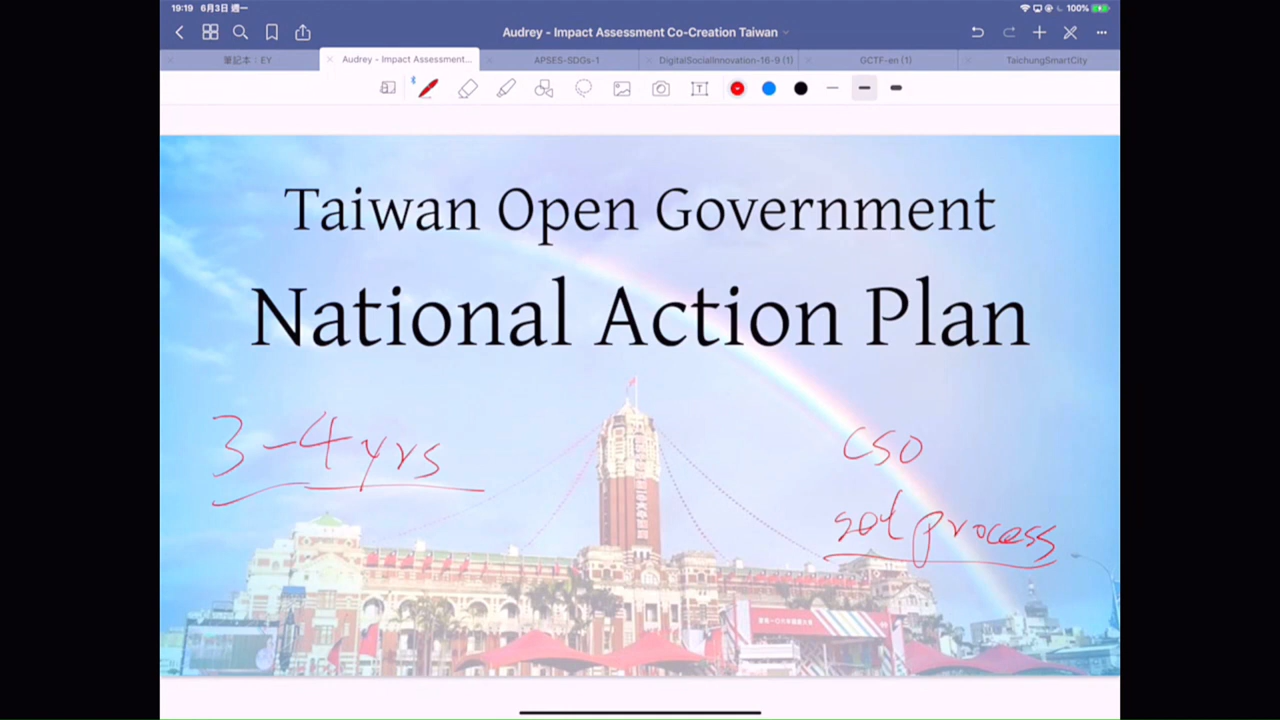 19:19 6月3日 週一
100%
Audrey - Impact Assessment Co-Creation Taiwan
筆記本：EY
Audrey - Impact Assessment...
APSES-SDGs-1
DigitalSocialInnovation-16-9 (1)
GCTF-en (1)
TaichungSmartCity
Taiwan Open Government
National Action Plan
3-4 yrs
CSO
process